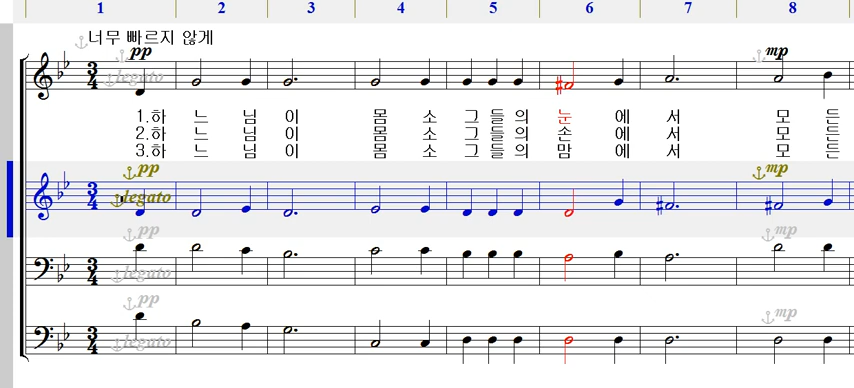 1 2 3 4 5 6 7 8
너무 빠르지 않게
pp mp
legato
1.하 느 님 이 몸 소 그 들 의 눈 에 서 모 든
2.하 느 님 이 몸 소 그 들 의 손 에 서 모 든
3.하 느 님 이 몸 소 그 들 의 맘 에 서 모 든
pp mp
legato
pp mp
legato
pp mp
legato